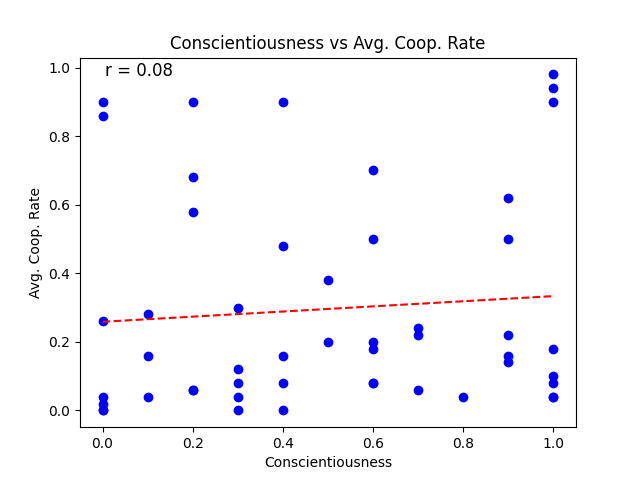 Conscientiousness vs Avg. Coop. Rate
r = 0.08
1.0
0.8
0.6
0.4
0.2
0.0
Avg. Coop. Rate
0.0 0.2 0.4 0.6 0.8 1.0
Conscientiousness